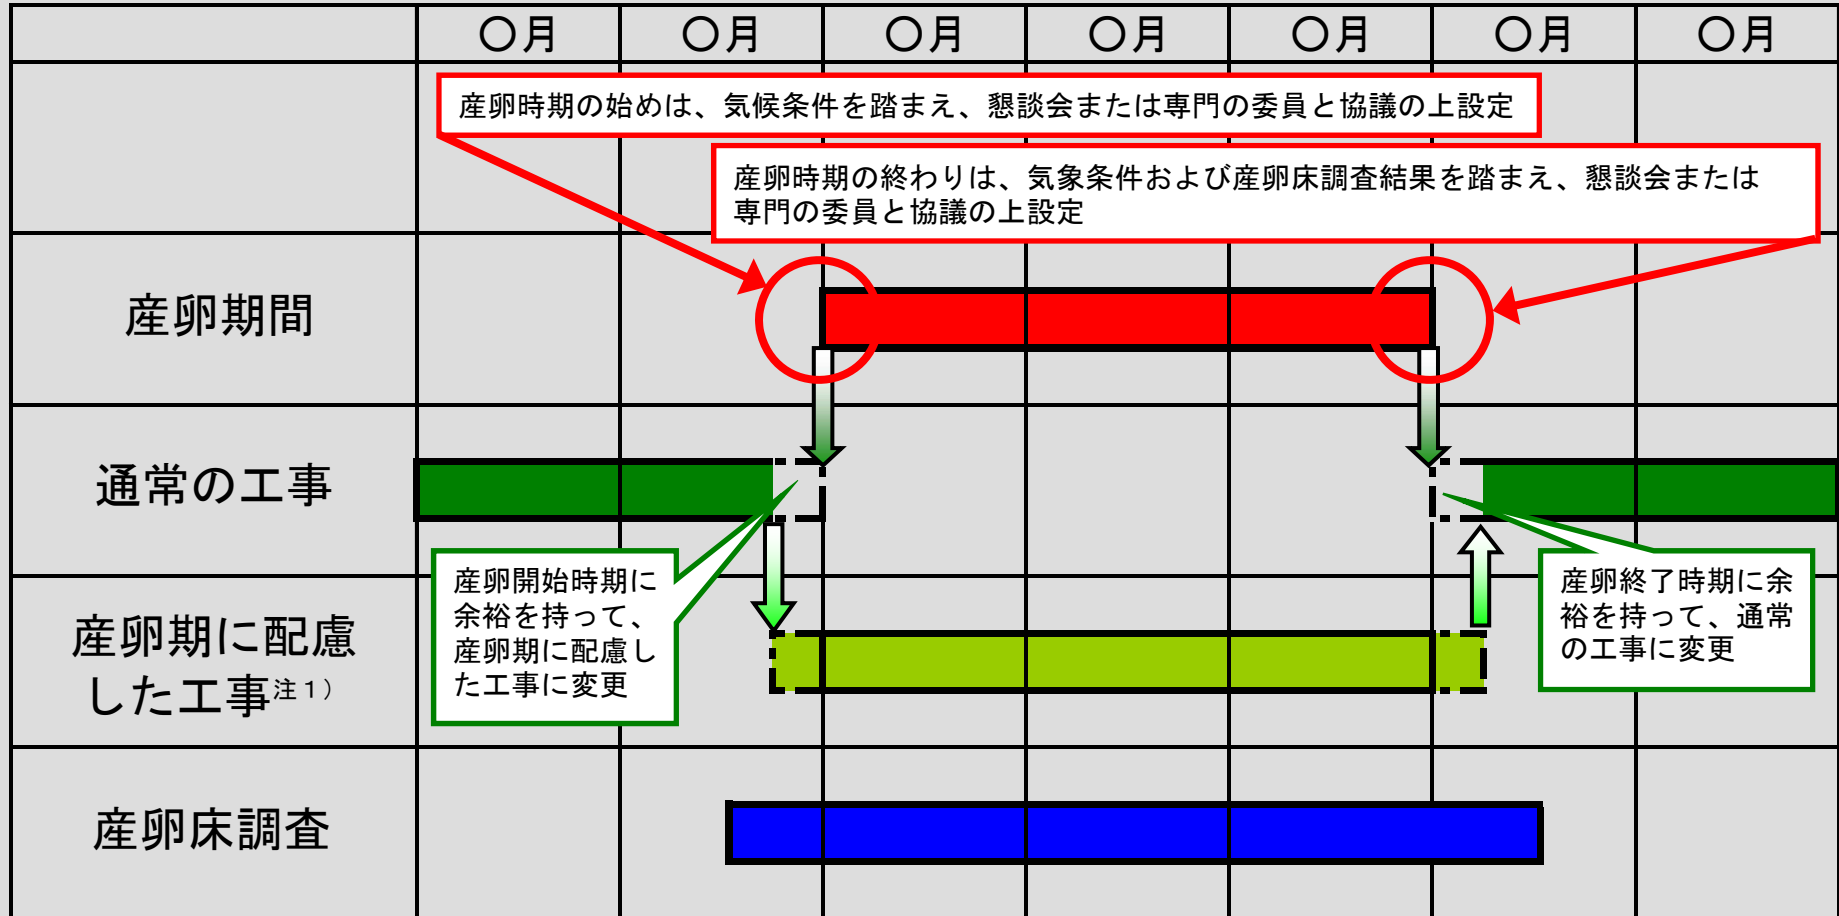 〇月 〇月 〇月 〇月 〇月 〇月 〇月
産卵時期の始めは、気候条件を踏まえ、懇談会または専門の委員と協議の上設定
産卵時期の終わりは、気象条件および産卵床調査結果を踏まえ、懇談会または
専門の委員と協議の上設定
産卵期間
通常の工事
産卵開始時期に
余裕を持って、
産卵期に配慮し
た工事に変更
産卵終了時期に余
裕を持って、通常
の工事に変更
産卵期に配慮
した工事注1）
産卵床調査